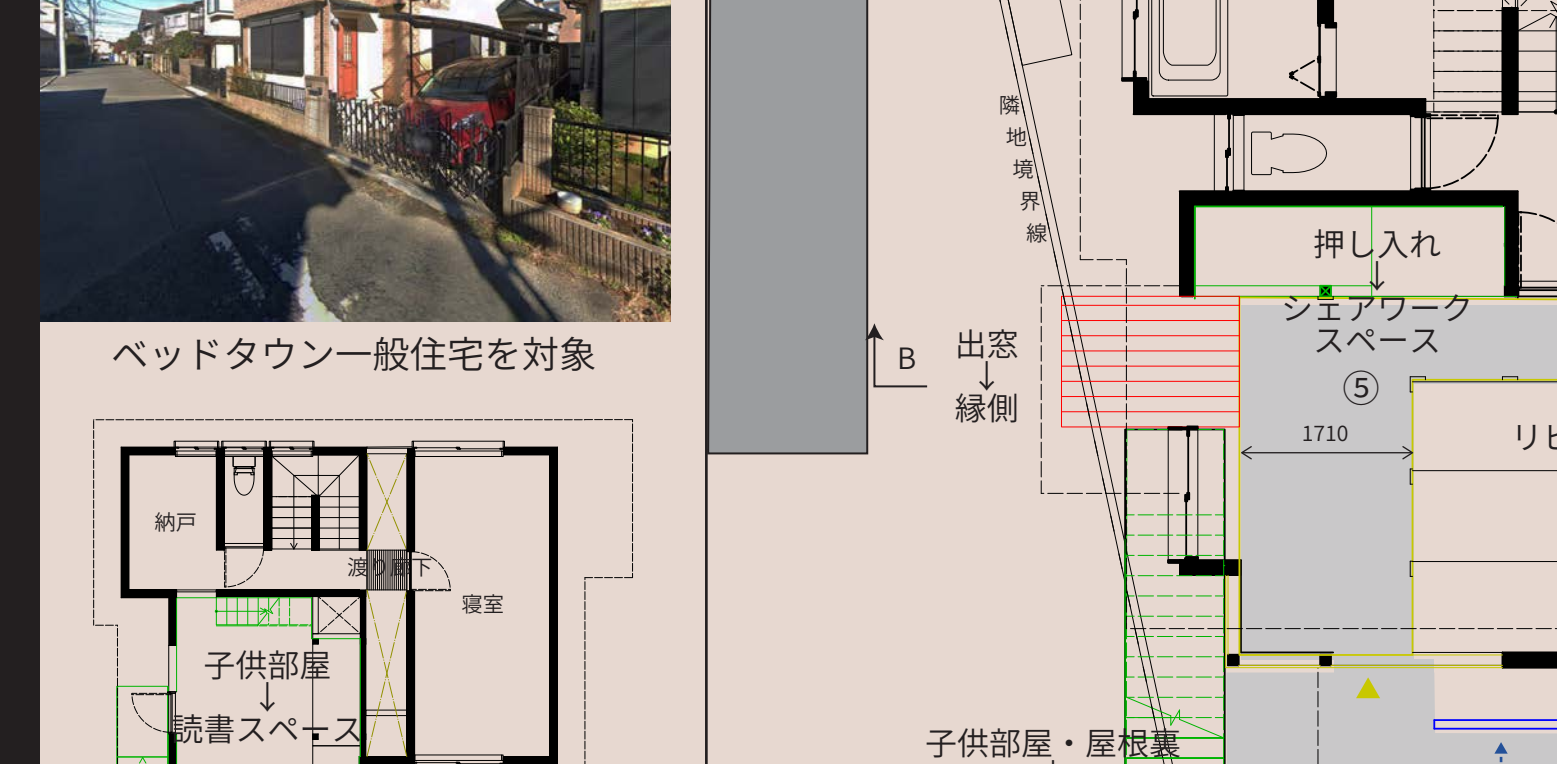 ベッドタウン一般住宅を対象
納戸
渡り廊下
寝室
子供部屋
↓
読書スペース
隣地境界線
B
出窓
↓
縁側
押し入れ
↓
シェアワーク
スペース
⑤
1710
リビ
子供部屋・屋根裏